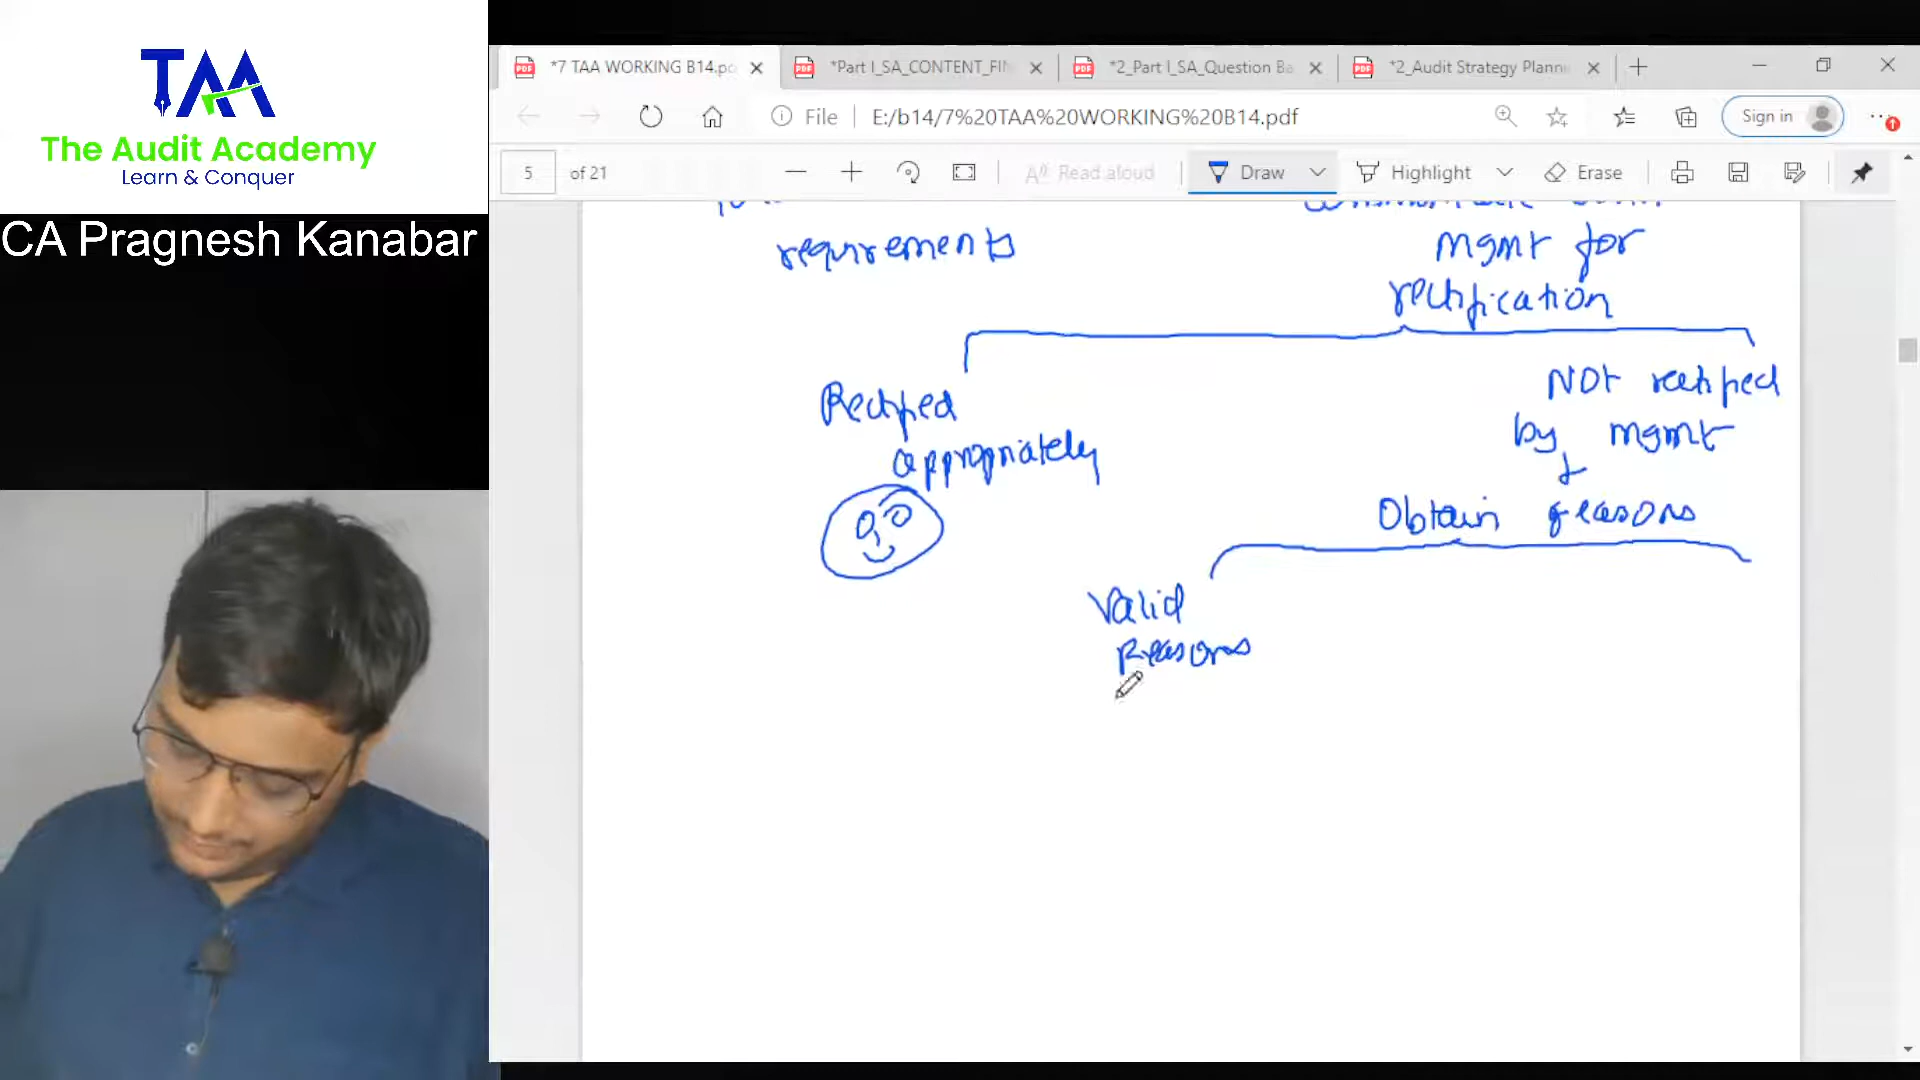 TAA
The Audit Academy
Learn & Conquer
CA Pragnesh Kanabar
*7 TAA WORKING B14.pd
*Part I_SA_CONTENT_FIN
*2_Part I_SA_Question Ba
*2_Audit Strategy Planni
File
E:/b14/7%20TAA%20WORKING%20B14.pdf
Sign in
5 of 21
Read aloud
Draw
Highlight
Erase
requirements
mgmt for
rectification
Rectified
appropriately
NOt rectified
by mgmt
Obtain reasons
Valid
Reasons